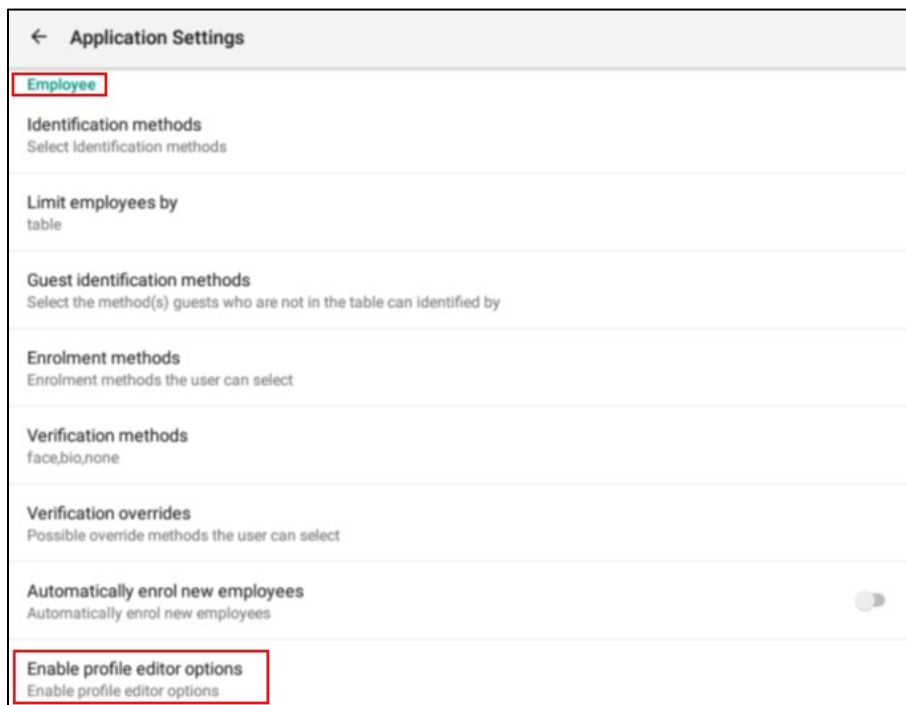 Application Settings
Employee
Identification methods
Select Identification methods
Limit employees by
table
Guest identification methods
Select the method(s) guests who are not in the table can identified by
Enrolment methods
Enrolment methods the user can select
Verification methods
face,bio,none
Verification overrides
Possible override methods the user can select
Automatically enrol new employees
Automatically enrol new employees
Enable profile editor options
Enable profile editor options